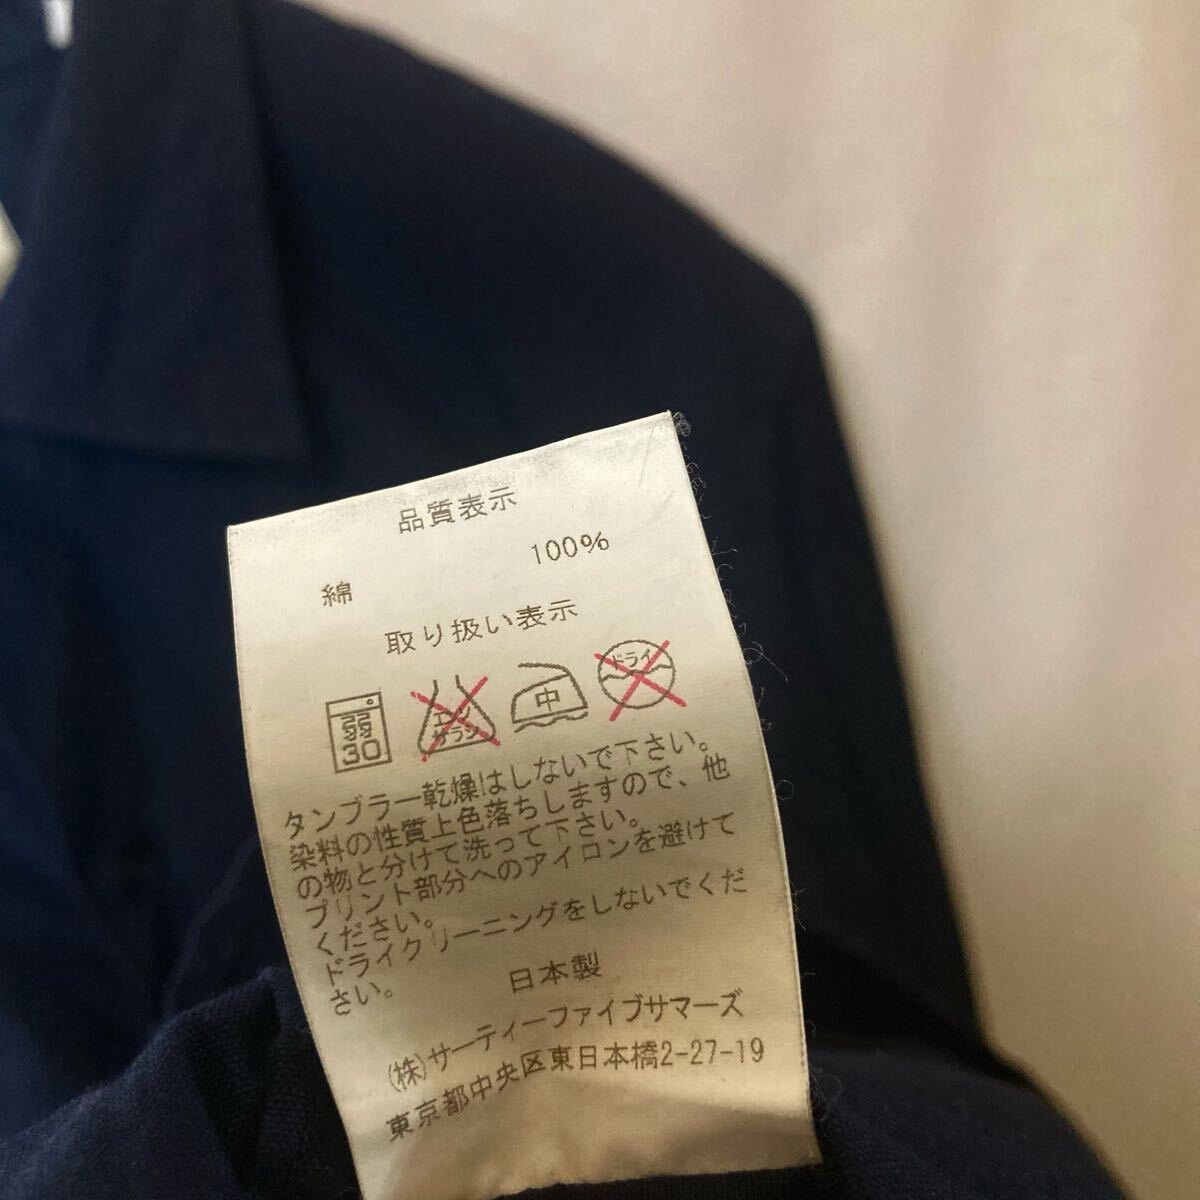 品質表示
綿 100%
取り扱い表示
弱 30 エンソサラシ 中 ドライ
タンブラー乾燥はしないで下さい。
染料の性質上色落ちしますので、他
の物と分けて洗って下さい。
プリント部分へのアイロンを避けて
ください。
ドライクリーニングをしないでくだ
さい。
日本製
(株)サーティーファイブサマーズ
東京都中央区東日本橋2-27-19